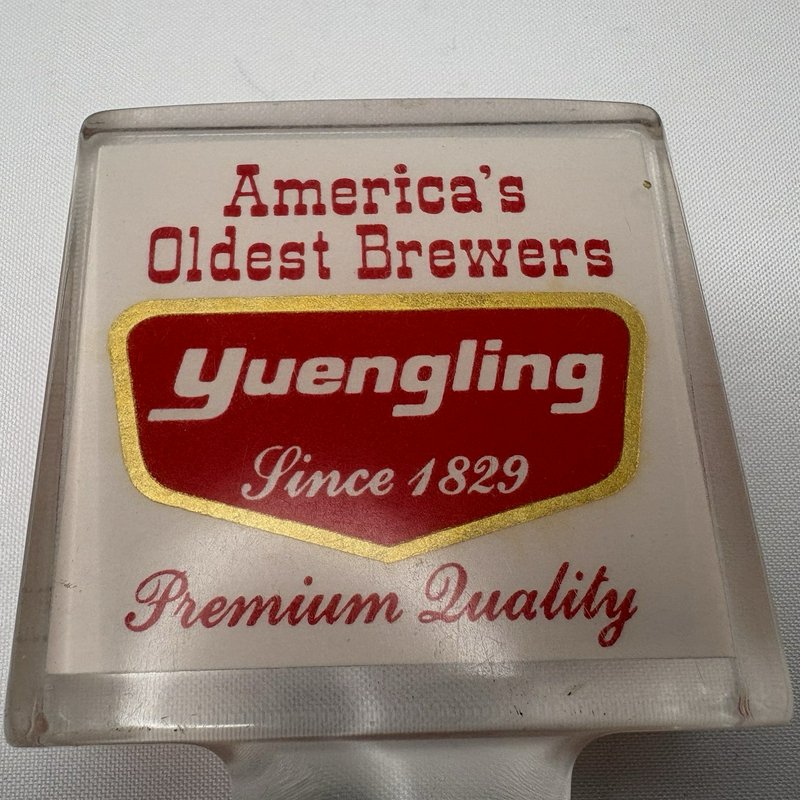 America's
Oldest Brewers
Yuengling
Since 1829
Premium Quality